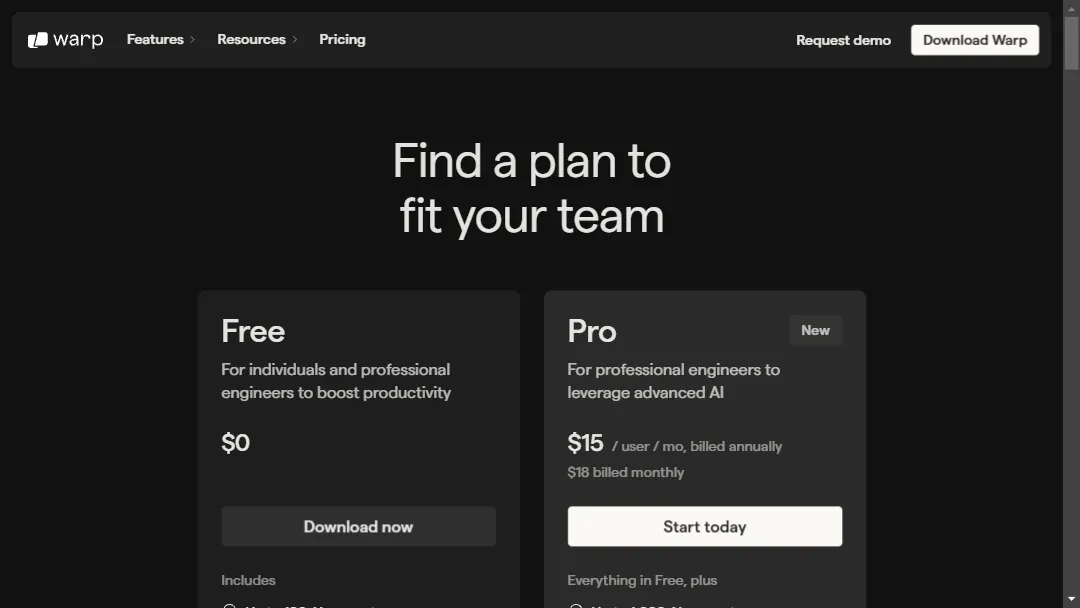 warp Features Resources Pricing Request demo Download Warp
Find a plan to
fit your team
Free
For individuals and professional
engineers to boost productivity
$0
Download now
Includes
Pro New
For professional engineers to
leverage advanced AI
$15 / user / mo, billed annually
$18 billed monthly
Start today
Everything in Free, plus